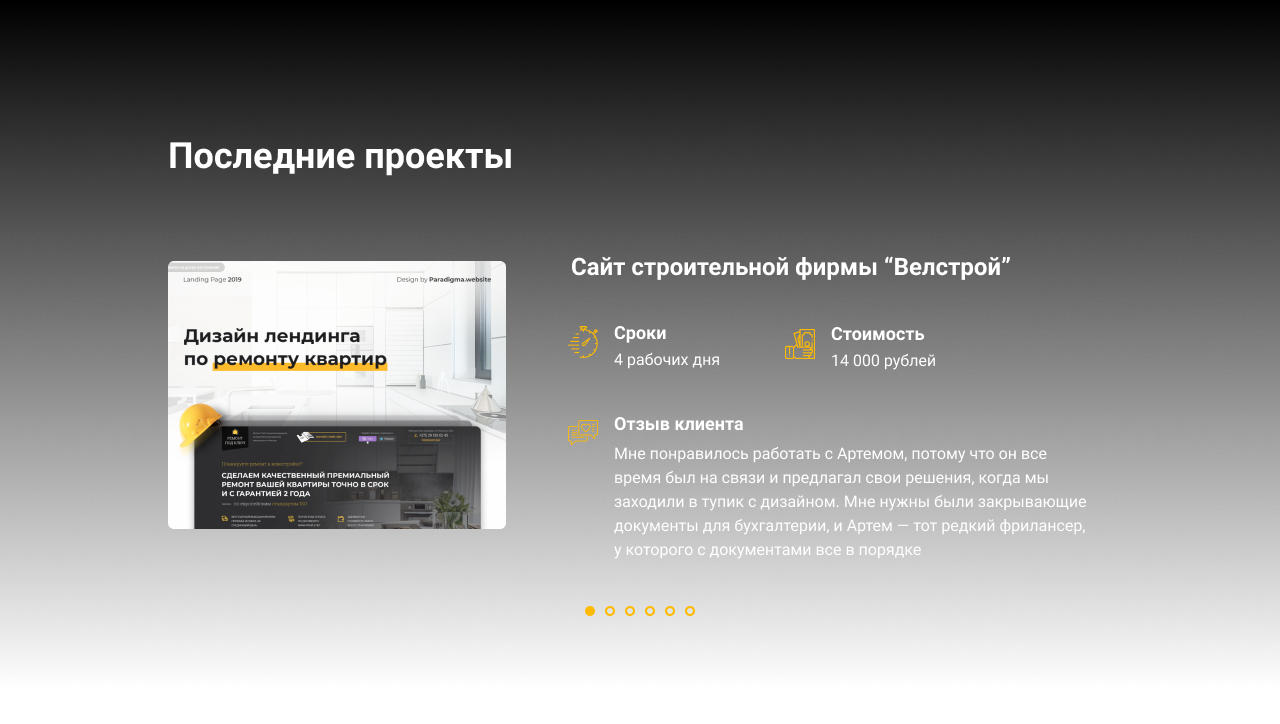 Последние проекты
Landing Page 2019
Design by Paradigma.website
Дизайн лендинга
по ремонту квартир
РЕМОНТ
ПОД КЛЮЧ
Планируете ремонт в новостройке?
СДЕЛАЕМ КАЧЕСТВЕННЫЙ ПРЕМИАЛЬНЫЙ
РЕМОНТ ВАШЕЙ КВАРТИРЫ ТОЧНО В СРОК
И С ГАРАНТИЕЙ 2 ГОДА
Сайт строительной фирмы “Велстрой”
Сроки
4 рабочих дня
Стоимость
14 000 рублей
Отзыв клиента
Мне понравилось работать с Артемом, потому что он все
время был на связи и предлагал свои решения, когда мы
заходили в тупик с дизайном. Мне нужны были закрывающие
документы для бухгалтерии, и Артем — тот редкий фрилансер,
у которого с документами все в порядке